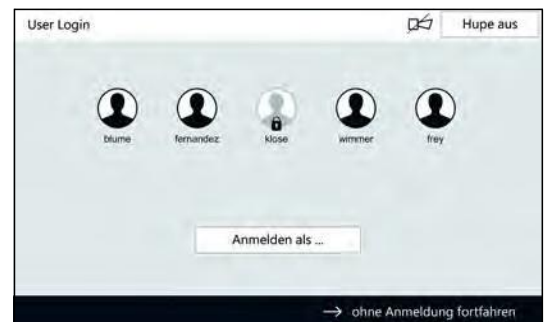 User Login
Hupe aus
blume fernandez klose wimmer frey
Anmelden als ...
→ ohne Anmeldung fortfahren